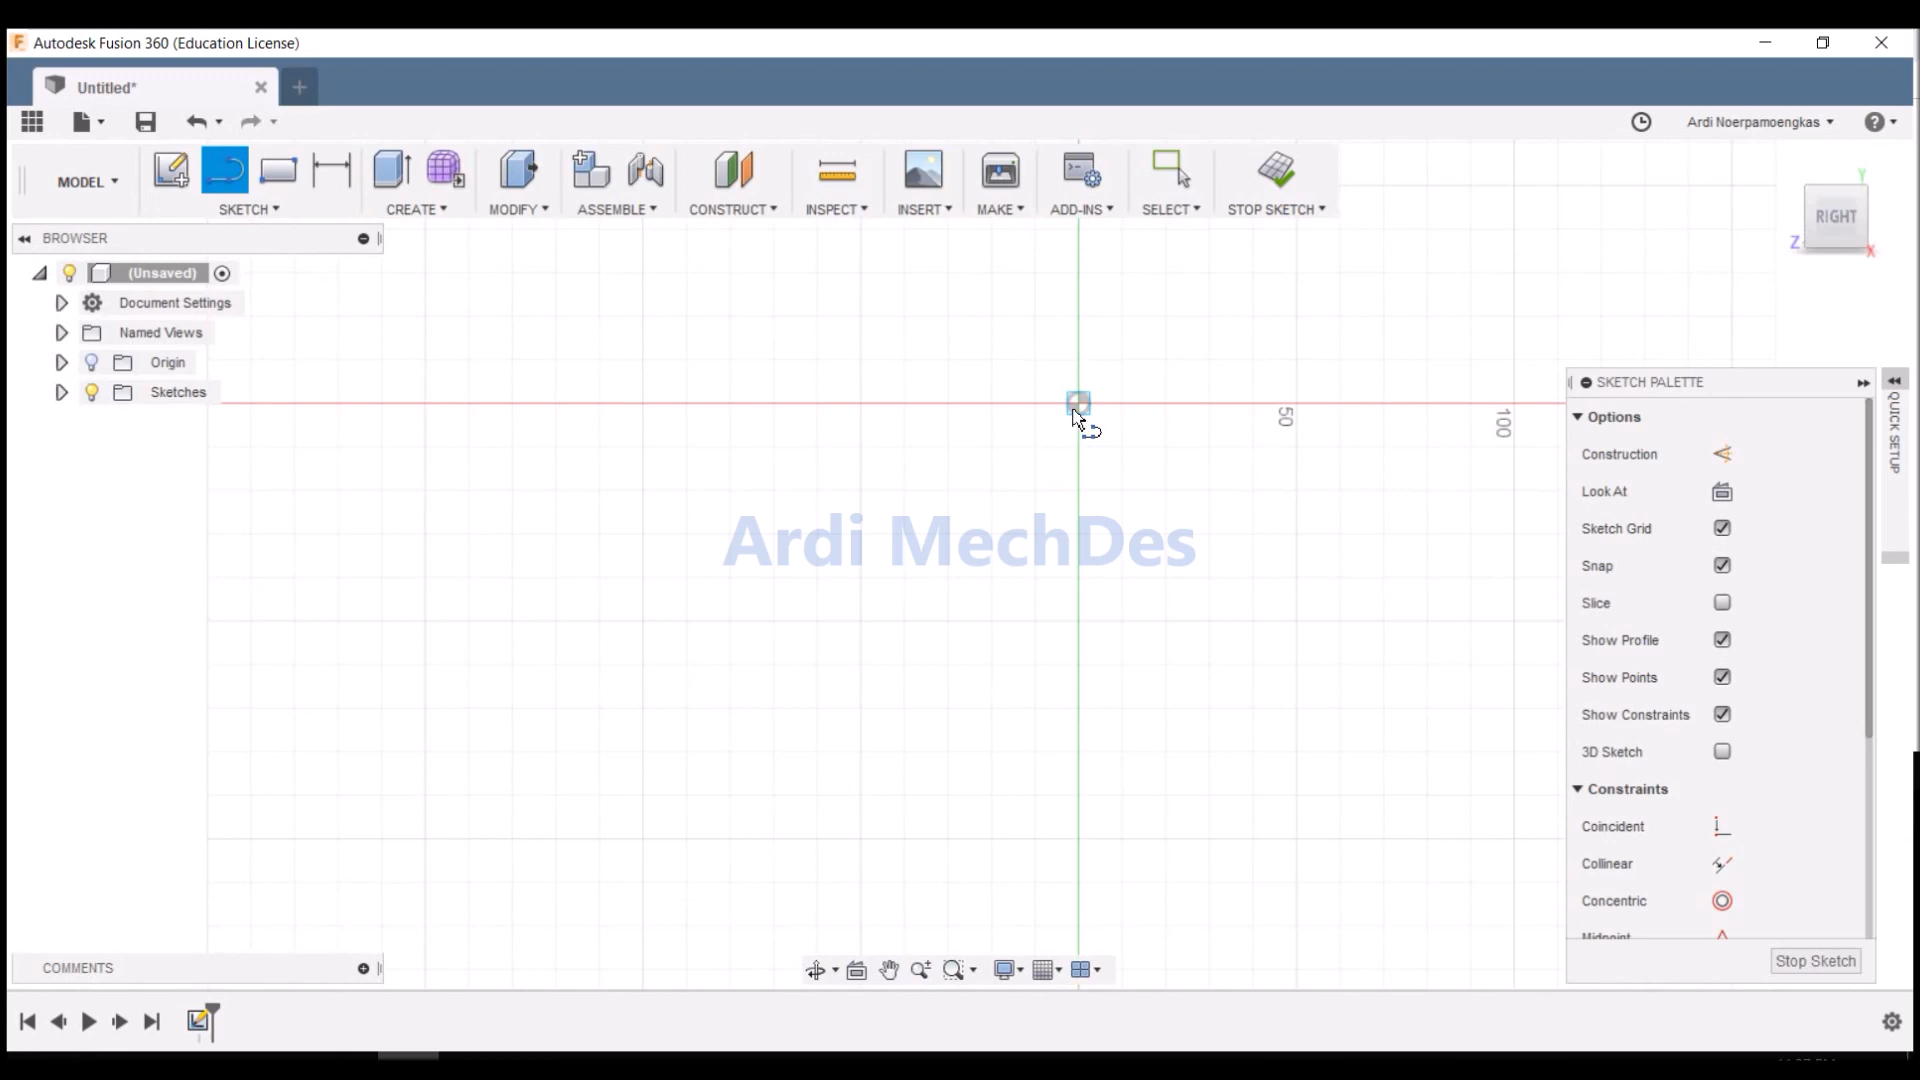 Autodesk Fusion 360 (Education License)
Untitled*
Ardi Noerpamoengkas
MODEL
SKETCH
CREATE
MODIFY
ASSEMBLE
CONSTRUCT
INSPECT
INSERT
MAKE
ADD-INS
SELECT
STOP SKETCH
Y
RIGHT
Z
X
BROWSER
(Unsaved)
Document Settings
Named Views
Origin
Sketches
50
100
Ardi MechDes
SKETCH PALETTE
QUICK SETUP
Options
Construction
Look At
Sketch Grid
Snap
Slice
Show Profile
Show Points
Show Constraints
3D Sketch
Constraints
Coincident
Collinear
Concentric
Midpoint
Stop Sketch
COMMENTS